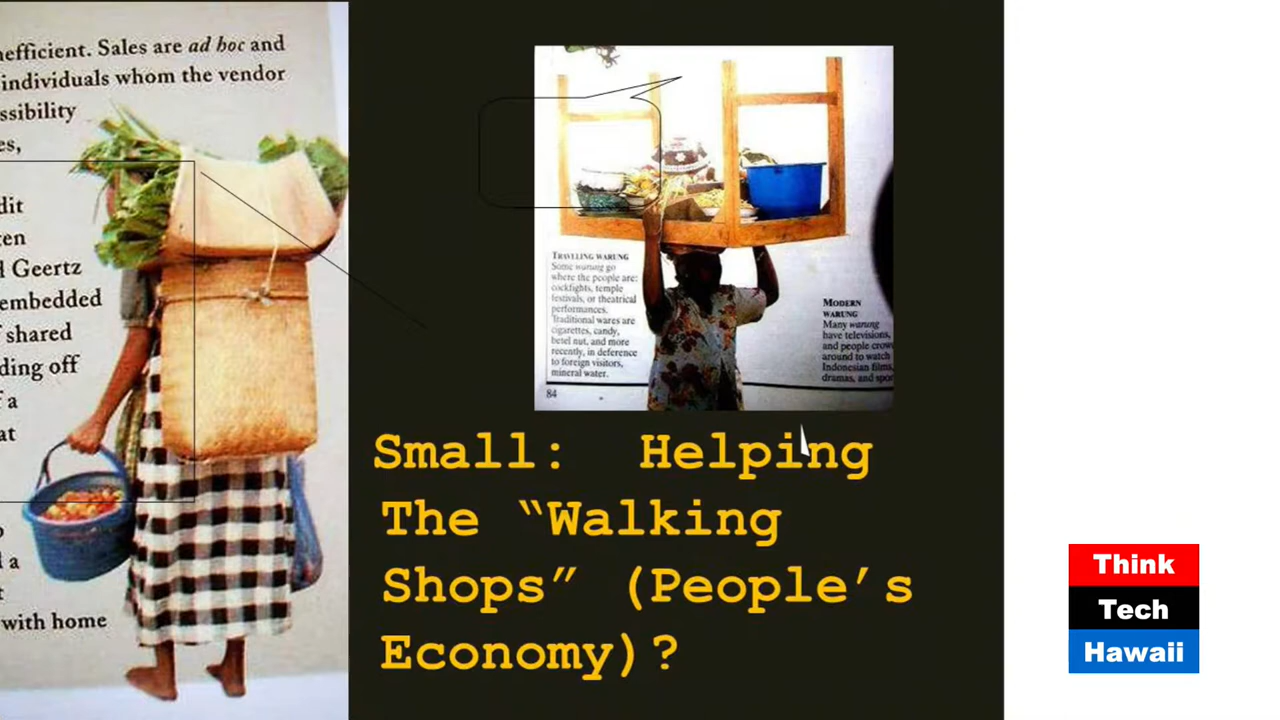 nefficient. Sales are ad hoc and
individuals whom the vendor
ssibility
es,
dit
en
d Geertz
embedded
f shared
ding off
f a
at
a
t
with home
TRAVELING WARUNG
Some warung go
where the people are:
cockfights, temple
festivals, or theatrical
performances.
Traditional wares are
cigarettes, candy,
betel nut, and more
recently, in deference
to foreign visitors,
mineral water.
84
MODERN
WARUNG
Many warung
have televisions,
and people crow
around to watch
Indonesian films,
dramas, and spor
Small: Helping
The “Walking
Shops” (People’s
Economy)?
Think
Tech
Hawaii